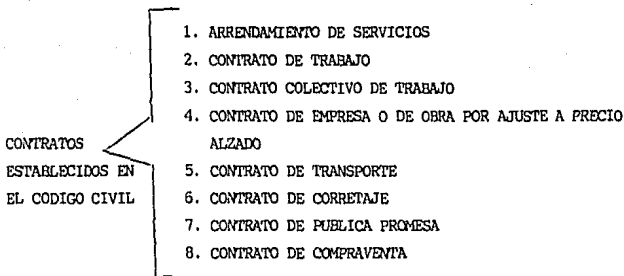 1. ARRENDAMIENTO DE SERVICIOS
2. CONTRATO DE TRABAJO
3. CONTRATO COLECTIVO DE TRABAJO
4. CONTRATO DE EMPRESA O DE OBRA POR AJUSTE A PRECIO
ALZADO
CONTRATOS
ESTABLECIDOS EN
EL CODIGO CIVIL
5. CONTRATO DE TRANSPORTE
6. CONTRATO DE CORRETAJE
7. CONTRATO DE PUBLICA PROMESA
8. CONTRATO DE COMPRAVENTA